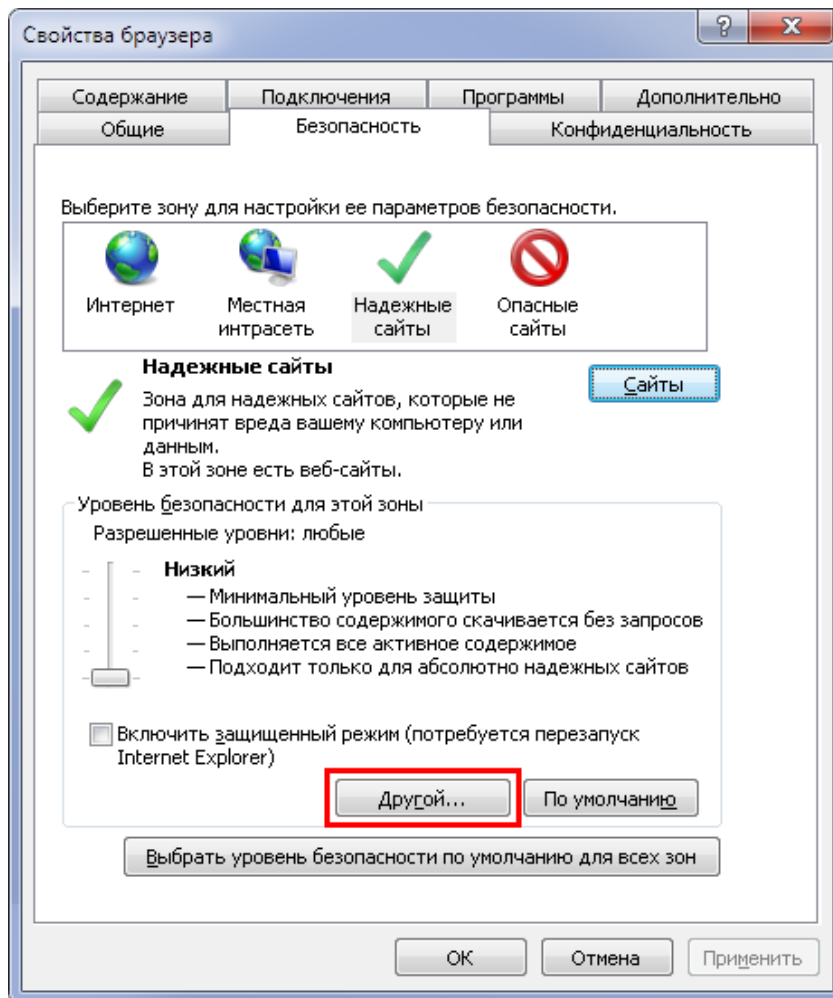 Свойства браузера
Содержание Подключения Программы Дополнительно
Общие Безопасность Конфиденциальность
Выберите зону для настройки ее параметров безопасности.
Интернет Местная Надежные Опасные
интрасеть сайты сайты
Надежные сайты
Сайты
Зона для надежных сайтов, которые не
причинят вреда вашему компьютеру или
данным.
В этой зоне есть веб-сайты.
Уровень безопасности для этой зоны
Разрешенные уровни: любые
Низкий
— Минимальный уровень защиты
— Большинство содержимого скачивается без запросов
— Выполняется все активное содержимое
— Подходит только для абсолютно надежных сайтов
Включить защищенный режим (потребуется перезапуск
Internet Explorer)
Другой... По умолчанию
Выбрать уровень безопасности по умолчанию для всех зон
ОК Отмена Применить